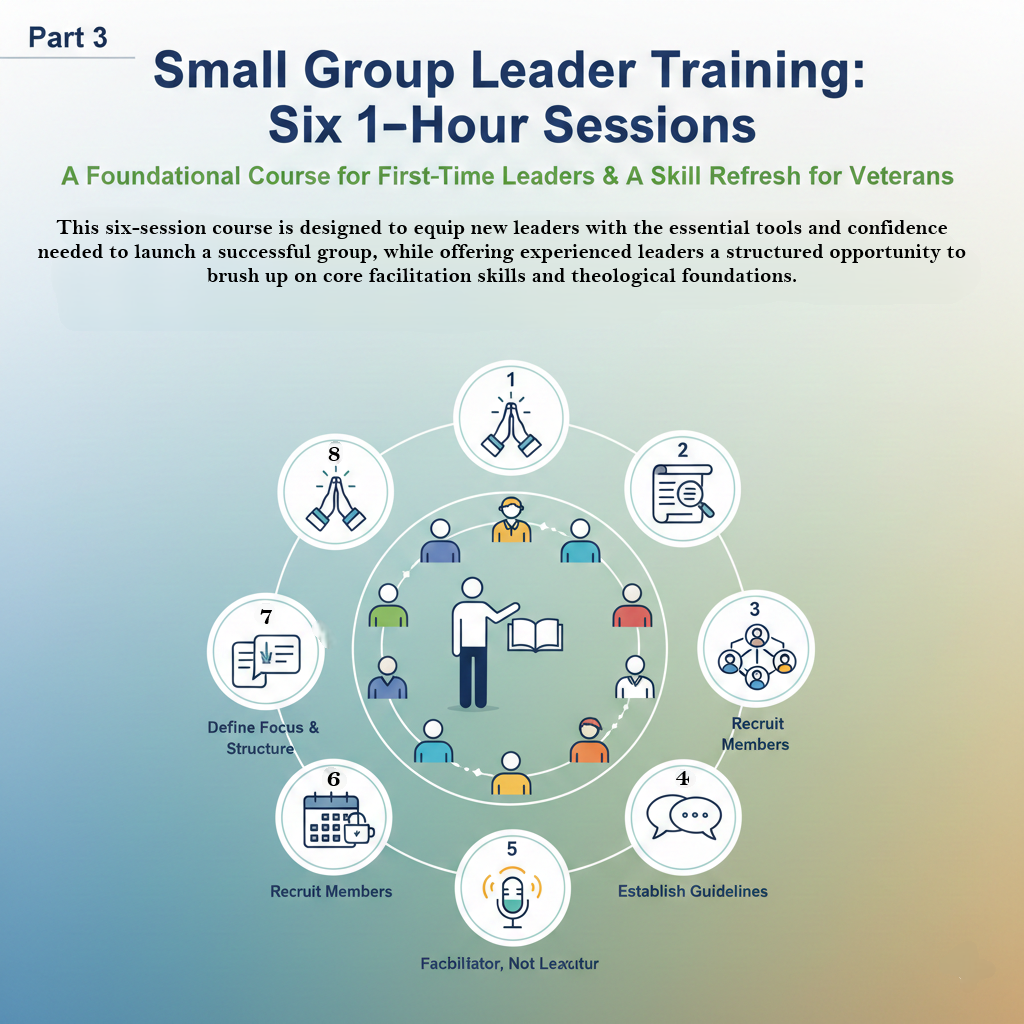 Part 3
Small Group Leader Training:
Six 1-Hour Sessions
A Foundational Course for First-Time Leaders & A Skill Refresh for Veterans
This six-session course is designed to equip new leaders with the essential tools and confidence
needed to launch a successful group, while offering experienced leaders a structured opportunity to
brush up on core facilitation skills and theological foundations.
1
8
2
7
3
Define Focus &
Structure
Recruit
Members
6
4
5
Recruit Members
Establish Guidelines
Not